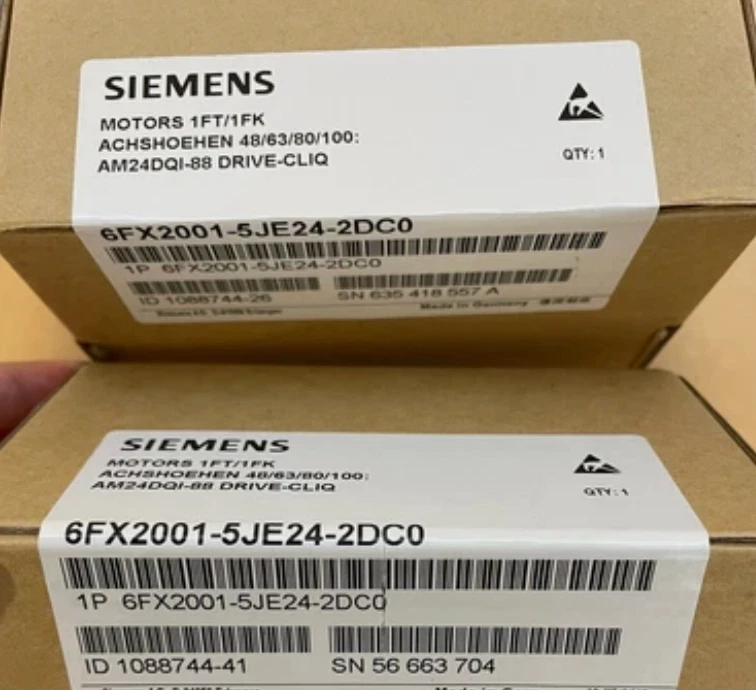 SIEMENS
MOTORS 1FT/1FK
ACHSHOEHEN 48/63/80/100:
AM24DQI-88 DRIVE-CLIQ
QTY: 1
6FX2001-5JE24-2DC0
1P 6FX2001-5JE24-2DC0
ID 1088744-26 SN 635 418 557 A
Made in Germany
SIEMENS
MOTORS 1FT/1FK
ACHSHOEHEN 48/63/80/100:
AM24DQI-88 DRIVE-CLIQ
QTY: 1
6FX2001-5JE24-2DC0
1P 6FX2001-5JE24-2DC0
ID 1088744-41 SN 56 663 704